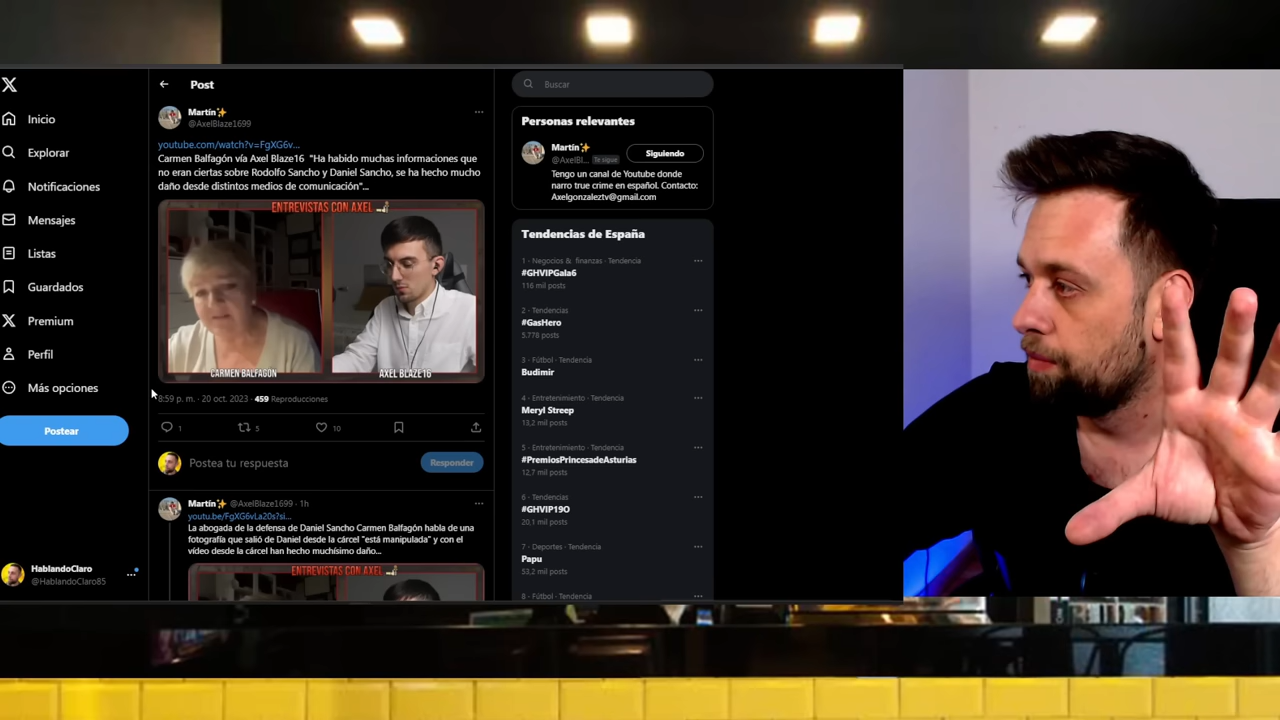 Post
Buscar
Inicio
Explorar
Notificaciones
Mensajes
Listas
Guardados
Premium
Perfil
Más opciones
Postear
HablandoClaro
@HablandoClaro85
Martín✨
@AxelBlaze1699
youtube.com/watch?v=FgXG6v...
Carmen Balfagón vía Axel Blaze16 "Ha habido muchas informaciones que
no eran ciertas sobre Rodolfo Sancho y Daniel Sancho, se ha hecho mucho
daño desde distintos medios de comunicación"...
ENTREVISTAS CON AXEL
CARMEN BALFAGON
AXEL BLAZE16
8:59 p. m. · 20 oct. 2023 · 459 Reproducciones
1 5 10
Postea tu respuesta
Responder
Martín✨ @AxelBlaze1699 · 1h
youtu.be/FgXG6vLa20s?si...
La abogada de la defensa de Daniel Sancho Carmen Balfagón habla de una
fotografía que salió de Daniel desde la cárcel "está manipulada" y con el
vídeo desde la cárcel han hecho muchísimo daño...
ENTREVISTAS CON AXEL
Personas relevantes
Martín✨
@AxelBl... Te sigue
Siguiendo
Tengo un canal de Youtube donde
narro true crime en español. Contacto:
Axelgonzaleztv@gmail.com
Tendencias de España
1 · Negocios & finanzas · Tendencia
#GHVIPGala6
116 mil posts
2 · Tendencias
#GasHero
5.778 posts
3 · Fútbol · Tendencia
Budimir
4 · Entretenimiento · Tendencia
Meryl Streep
13,2 mil posts
5 · Entretenimiento · Tendencia
#PremiosPrincesadeAsturias
12,7 mil posts
6 · Tendencias
#GHVIP19O
20,1 mil posts
7 · Deportes · Tendencia
Papu
53,2 mil posts
8 · Fútbol · Tendencia